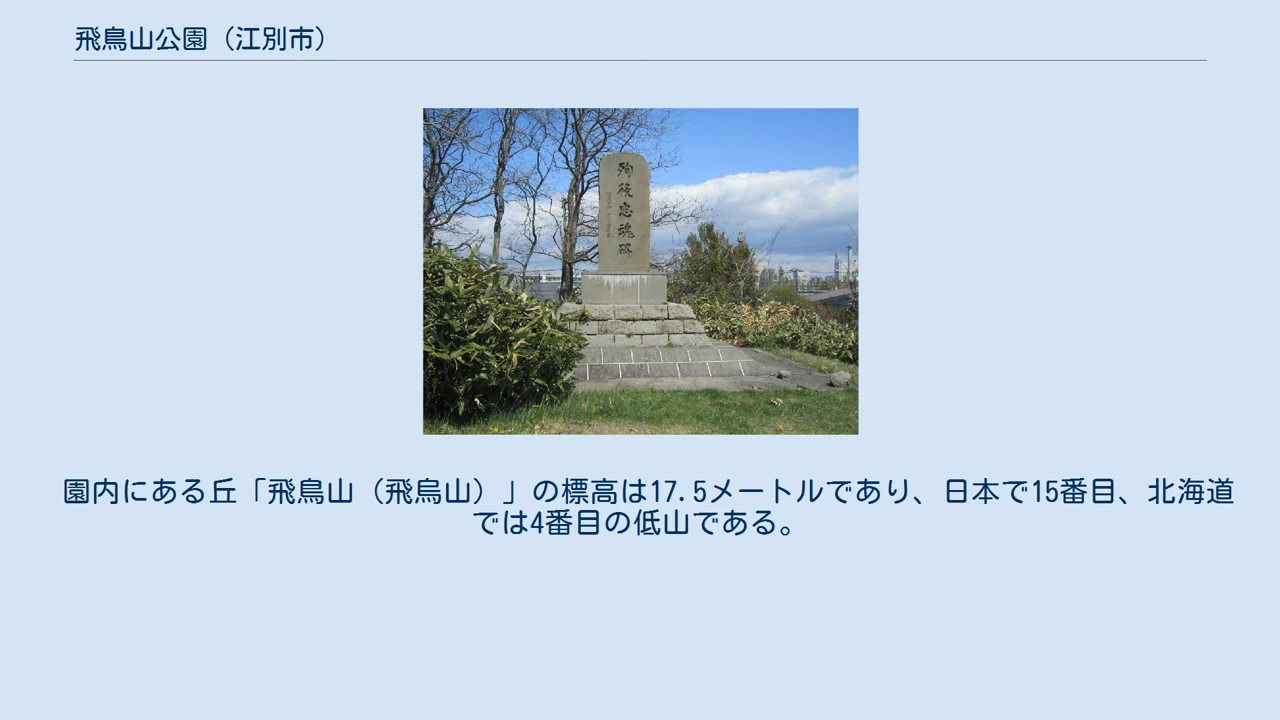 飛鳥山公園（江別市）
殉後忠魂碑
園内にある丘「飛鳥山（飛烏山）」の標高は17.5メートルであり、日本で15番目、北海道
では4番目の低山である。